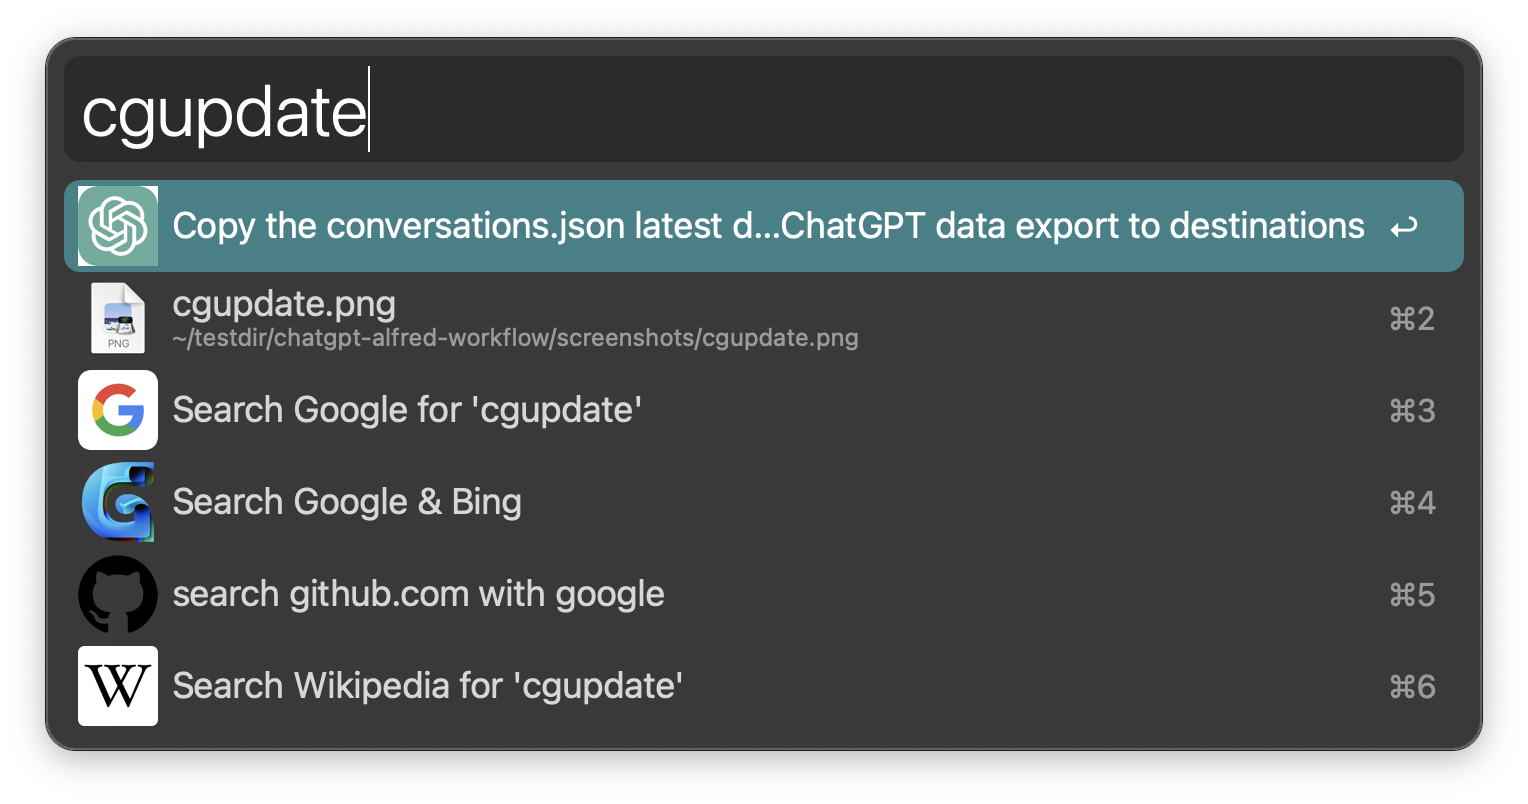 cgupdate
Copy the conversations.json latest d...ChatGPT data export to destinations ↩
cgupdate.png ⌘2
~/testdir/chatgpt-alfred-workflow/screenshots/cgupdate.png
PNG
Search Google for 'cgupdate' ⌘3
Search Google & Bing ⌘4
search github.com with google ⌘5
W Search Wikipedia for 'cgupdate' ⌘6